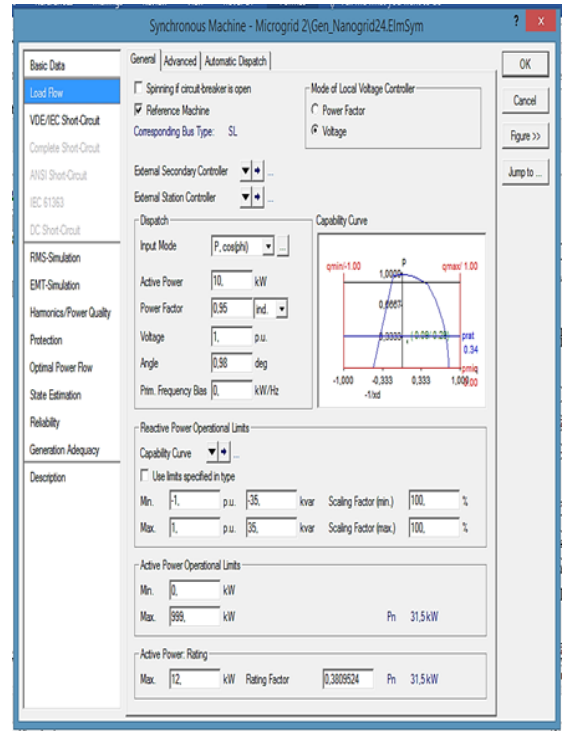 Synchronous Machine - Microgrid 2\Gen_Nanogrid24.ElmSym
? x
Basic Data
Load Flow
VDE/IEC Short-Circuit
Complete Short-Circuit
ANSI Short-Circuit
IEC 61363
DC Short-Circuit
RMS-Simulation
EMT-Simulation
Harmonics/Power Quality
Protection
Optimal Power Flow
State Estimation
Reliability
Generation Adequacy
Description
General Advanced Automatic Dispatch
Spinning if circuit-breaker is open
Reference Machine
Corresponding Bus Type: SL
Mode of Local Voltage Controller
Power Factor
Voltage
External Secondary Controller ...
External Station Controller ...
Dispatch
Input Mode P, cos(phi) ...
Active Power 10, kW
Power Factor 0,95 ind.
Voltage 1, p.u.
Angle 0,98 deg
Prim. Frequency Bias 0, kW/Hz
Capability Curve
qmin/-1.00 p qmax/ 1.00
1,0000
0,6667
0,3333 (0.09/0.29) prat
0.34
pmin
0.00
-1,000 -0,333 0,333 1,000
-1/xd
Reactive Power Operational Limits
Capability Curve ...
Use limits specified in type
Min. -1, p.u. -35, kvar Scaling Factor (min.) 100, %
Max. 1, p.u. 35, kvar Scaling Factor (max.) 100, %
Active Power Operational Limits
Min. 0, kW
Max. 999, kW Pn 31,5 kW
Active Power: Rating
Max. 12, kW Rating Factor 0,3809524 Pn 31,5 kW
OK
Cancel
Figure >>
Jump to ...